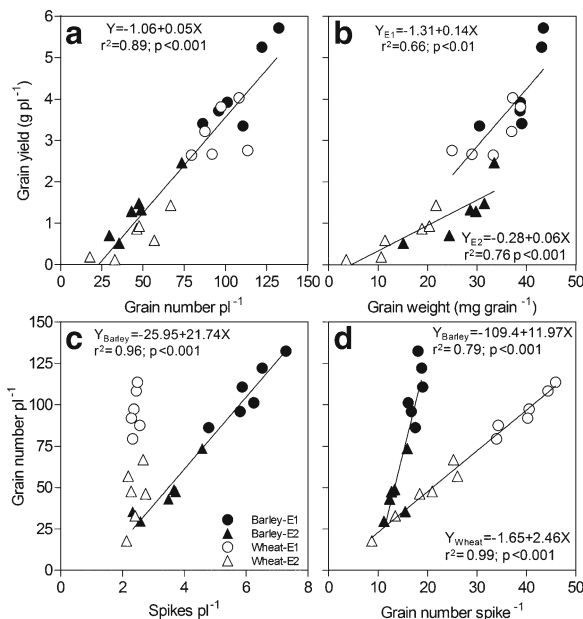 a
Y=-1.06+0.05X
r²=0.89; p<0.001
Grain yield (g pl⁻¹)
6
5
4
3
2
1
0
0 25 50 75 100 125 150
Grain number pl⁻¹
b
Y_E1=-1.31+0.14X
r²=0.66; p<0.01
Y_E2=-0.28+0.06X
r²=0.76 p<0.001
0 10 20 30 40 50
Grain weight (mg grain ⁻¹)
c
Y_Barley=-25.95+21.74X
r²=0.96; p<0.001
Grain number pl⁻¹
150
125
100
75
50
25
0
Barley-E1
Barley-E2
Wheat-E1
Wheat-E2
0 2 4 6 8
Spikes pl⁻¹
d
Y_Barley=-109.4+11.97X
r²=0.79; p<0.001
Y_Wheat=-1.65+2.46X
r²=0.99; p<0.001
0 10 20 30 40 50
Grain number spike ⁻¹